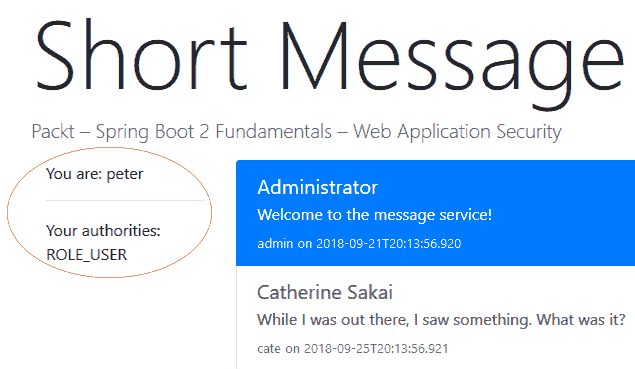 Short Message
Packt – Spring Boot 2 Fundamentals – Web Application Security
You are: peter
Your authorities:
ROLE_USER
Administrator
Welcome to the message service!
admin on 2018-09-21T20:13:56.920
Catherine Sakai
While I was out there, I saw something. What was it?
cate on 2018-09-25T20:13:56.921